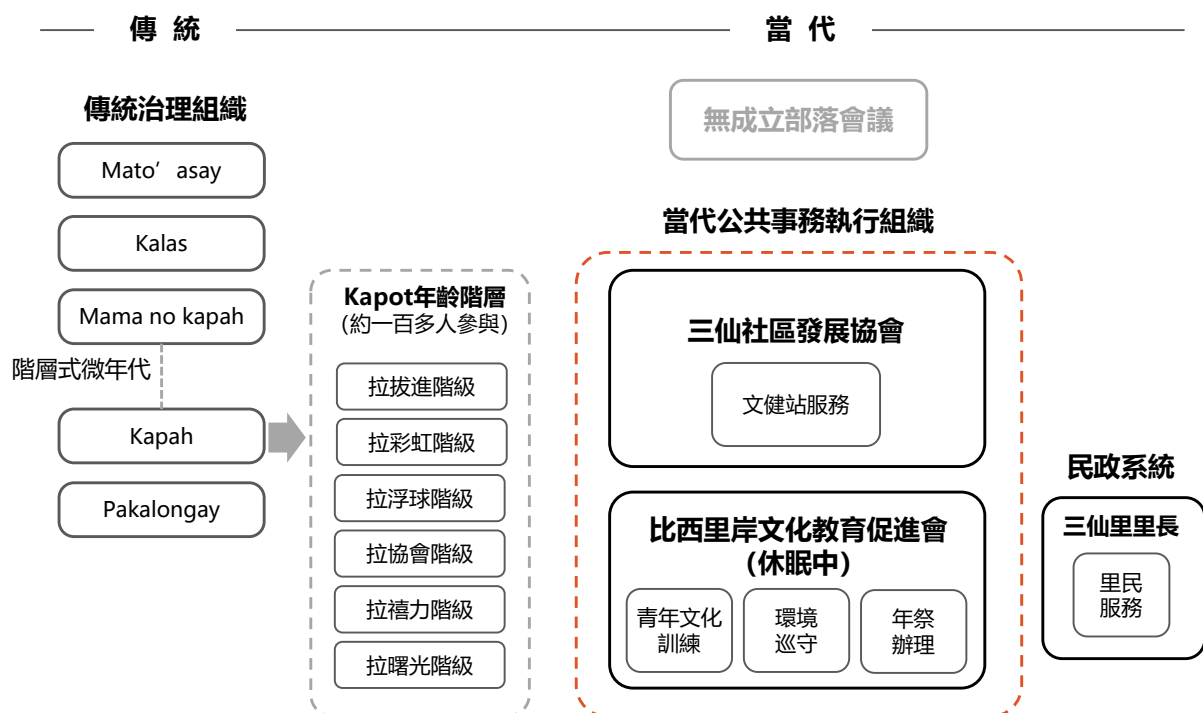 傳統
當代
傳統治理組織
Mato’asay
Kalas
Mama no kapah
階層式微年代
Kapah
Pakalongay
Kapot年齡階層
(約一百多人參與)
拉拔進階級
拉彩虹階級
拉浮球階級
拉協會階級
拉禧力階級
拉曙光階級
無成立部落會議
當代公共事務執行組織
三仙社區發展協會
文健站服務
比西里岸文化教育促進會
(休眠中)
青年文化
訓練
環境
巡守
年祭
辦理
民政系統
三仙里里長
里民
服務